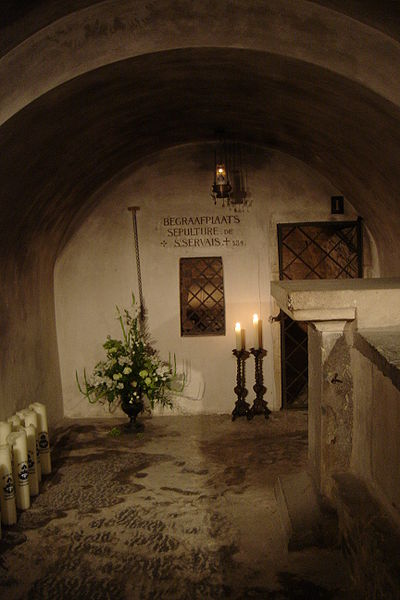 BEGRAAFPLAATS
SEPULTURE DE
+ S. SERVAIS + 384